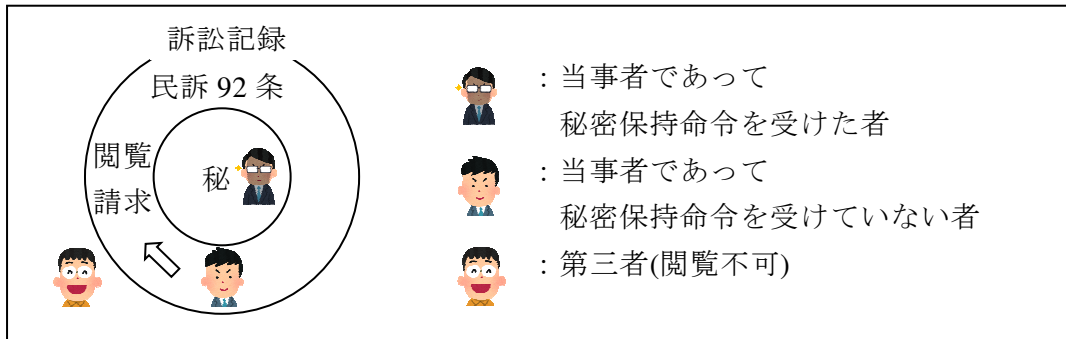 訴訟記録
民訴 92 条
閲覧
請求
秘
：当事者であって
秘密保持命令を受けた者
：当事者であって
秘密保持命令を受けていない者
：第三者(閲覧不可)